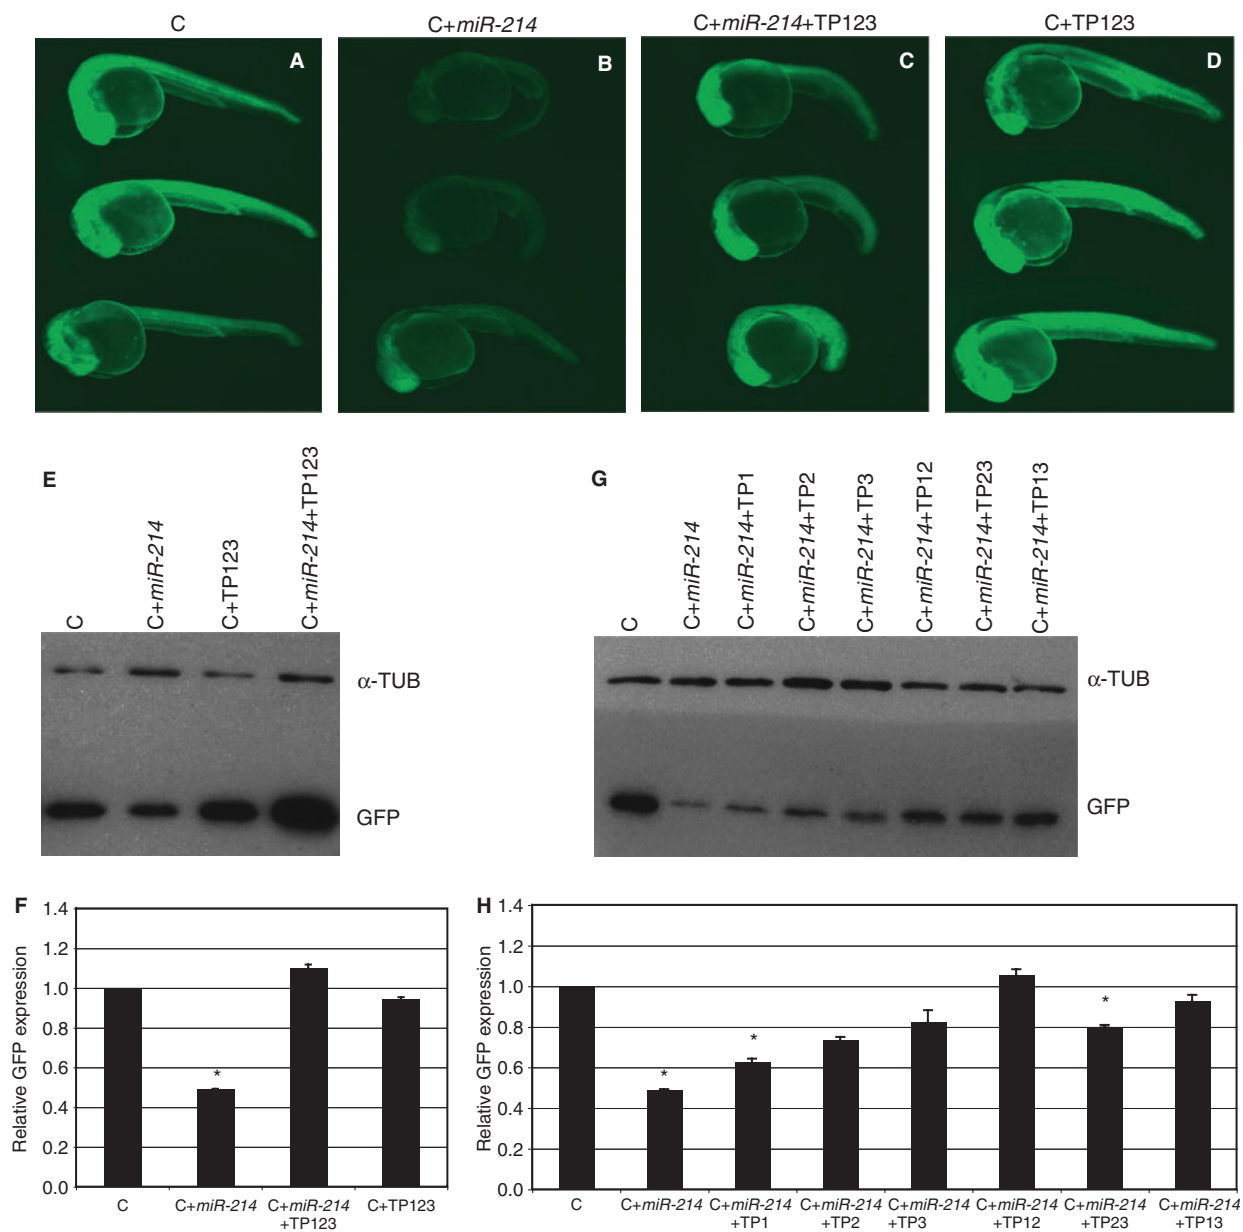 C
C+miR-214
C+miR-214+TP123
C+TP123
A
B
C
D
E
C
C+miR-214
C+TP123
C+miR-214+TP123
α-TUB
GFP
G
C
C+miR-214
C+miR-214+TP1
C+miR-214+TP2
C+miR-214+TP3
C+miR-214+TP12
C+miR-214+TP23
C+miR-214+TP13
α-TUB
GFP
F
Relative GFP expression
1.4
1.2
1.0
0.8
0.6
0.4
0.2
0.0
*
C
C+miR-214
C+miR-214
+TP123
C+TP123
H
Relative GFP expression
1.4
1.2
1.0
0.8
0.6
0.4
0.2
0.0
*
*
*
C
C+miR-214
C+miR-214
+TP1
C+miR-214
+TP2
C+miR-214
+TP3
C+miR-214
+TP12
C+miR-214
+TP23
C+miR-214
+TP13